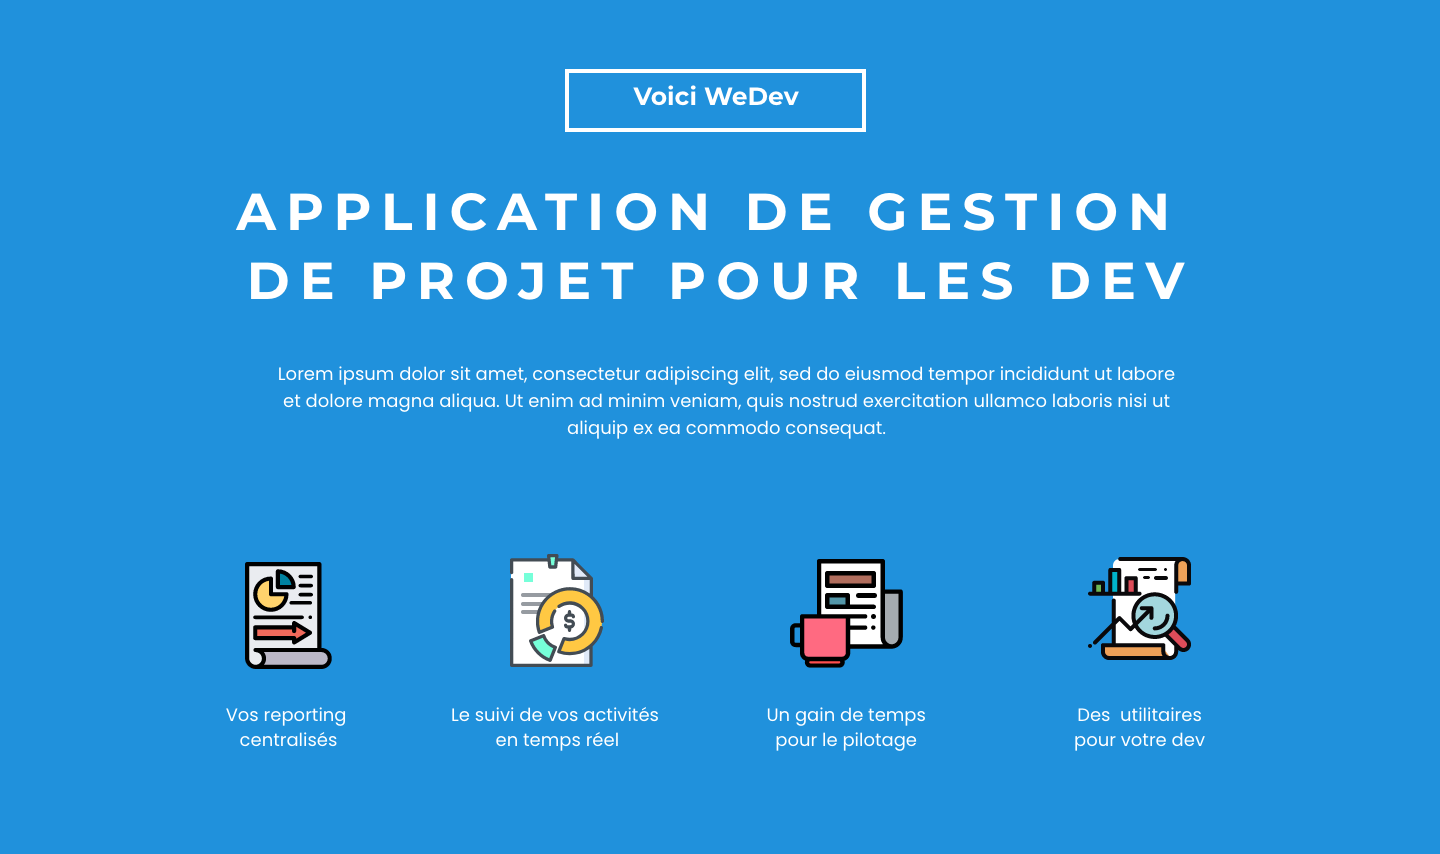 Voici WeDev
APPLICATION DE GESTION
DE PROJET POUR LES DEV
Lorem ipsum dolor sit amet, consectetur adipiscing elit, sed do eiusmod tempor incididunt ut labore
et dolore magna aliqua. Ut enim ad minim veniam, quis nostrud exercitation ullamco laboris nisi ut
aliquip ex ea commodo consequat.
$
Vos reporting
centralisés
Le suivi de vos activités
en temps réel
Un gain de temps
pour le pilotage
Des  utilitaires
pour votre dev